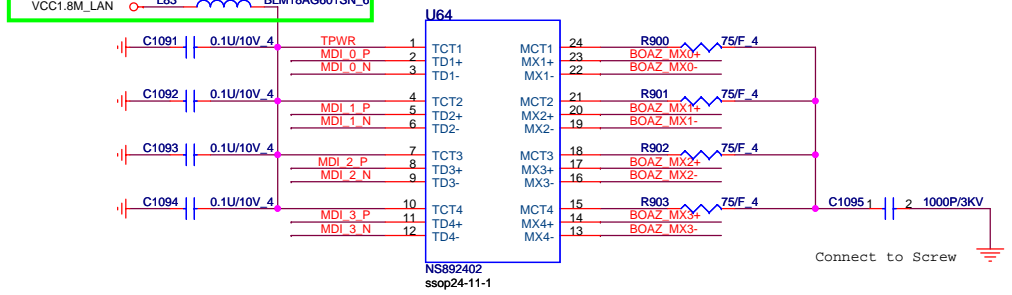 VCC1.8M_LAN L83 BLM18AG601SN_6
U64
C1091 0.1U/10V_4 TPWR 1 TCT1 MCT1 24 R900 75/F_4
MDI_0_P 2 TD1+ MX1+ 23 BOAZ_MX0+
MDI_0_N 3 TD1- MX1- 22 BOAZ_MX0-
C1092 0.1U/10V_4 4 TCT2 MCT2 21 R901 75/F_4
MDI_1_P 5 TD2+ MX2+ 20 BOAZ_MX1+
MDI_1_N 6 TD2- MX2- 19 BOAZ_MX1-
C1093 0.1U/10V_4 7 TCT3 MCT3 18 R902 75/F_4
MDI_2_P 8 TD3+ MX3+ 17 BOAZ_MX2+
MDI_2_N 9 TD3- MX3- 16 BOAZ_MX2-
C1094 0.1U/10V_4 10 TCT4 MCT4 15 R903 75/F_4 C1095 1 2 1000P/3KV
MDI_3_P 11 TD4+ MX4+ 14 BOAZ_MX3+
MDI_3_N 12 TD4- MX4- 13 BOAZ_MX3-
Connect to Screw
NS892402
ssop24-11-1